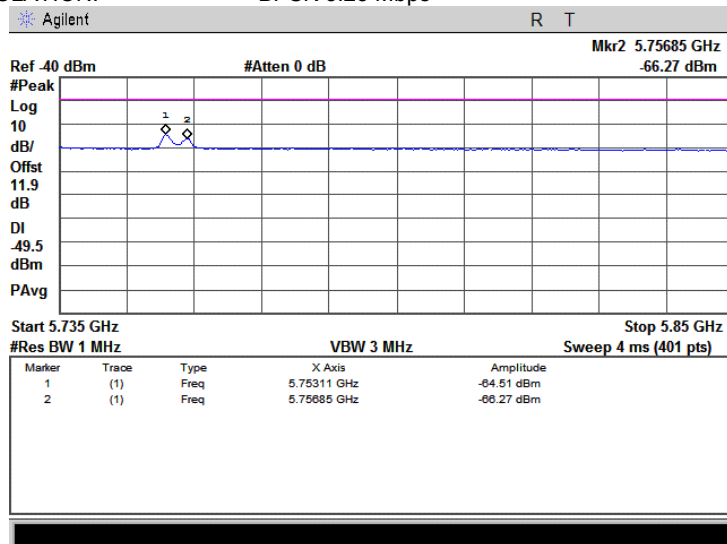 Agilent R T
Mkr2 5.75685 GHz
Ref -40 dBm #Atten 0 dB -66.27 dBm
#Peak
Log
10
dB/
Offset
11.9
dB
DI
-49.5
dBm
PAvg
1 2
Start 5.735 GHz Stop 5.85 GHz
#Res BW 1 MHz VBW 3 MHz Sweep 4 ms (401 pts)
Marker Trace Type X Axis Amplitude
1 (1) Freq 5.75311 GHz -64.51 dBm
2 (1) Freq 5.75685 GHz -66.27 dBm